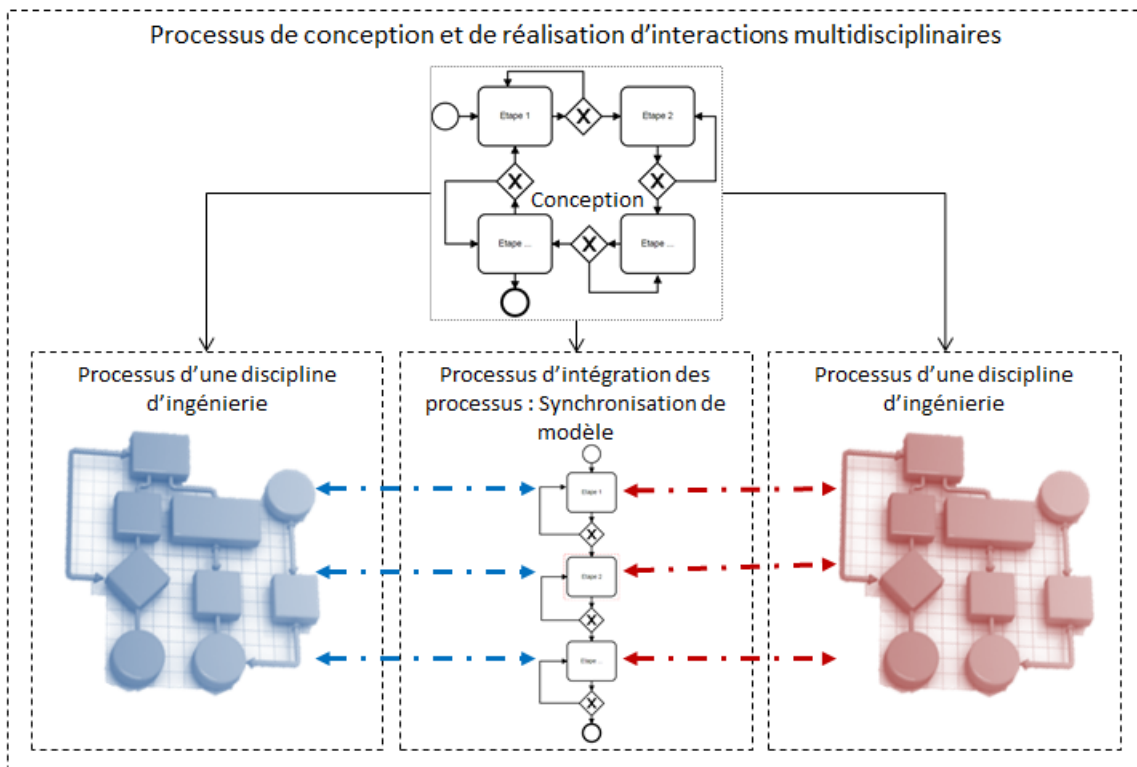 Processus de conception et de réalisation d'interactions multidisciplinaires
Etape 1
X
Etape 2
X
X
Conception
Etape ...
X
Etape ...
Processus d'une discipline
d'ingénierie
Processus d'intégration des
processus : Synchronisation de
modèle
Etape 1
X
Etape 2
X
Etape ...
X
Processus d'une discipline
d'ingénierie